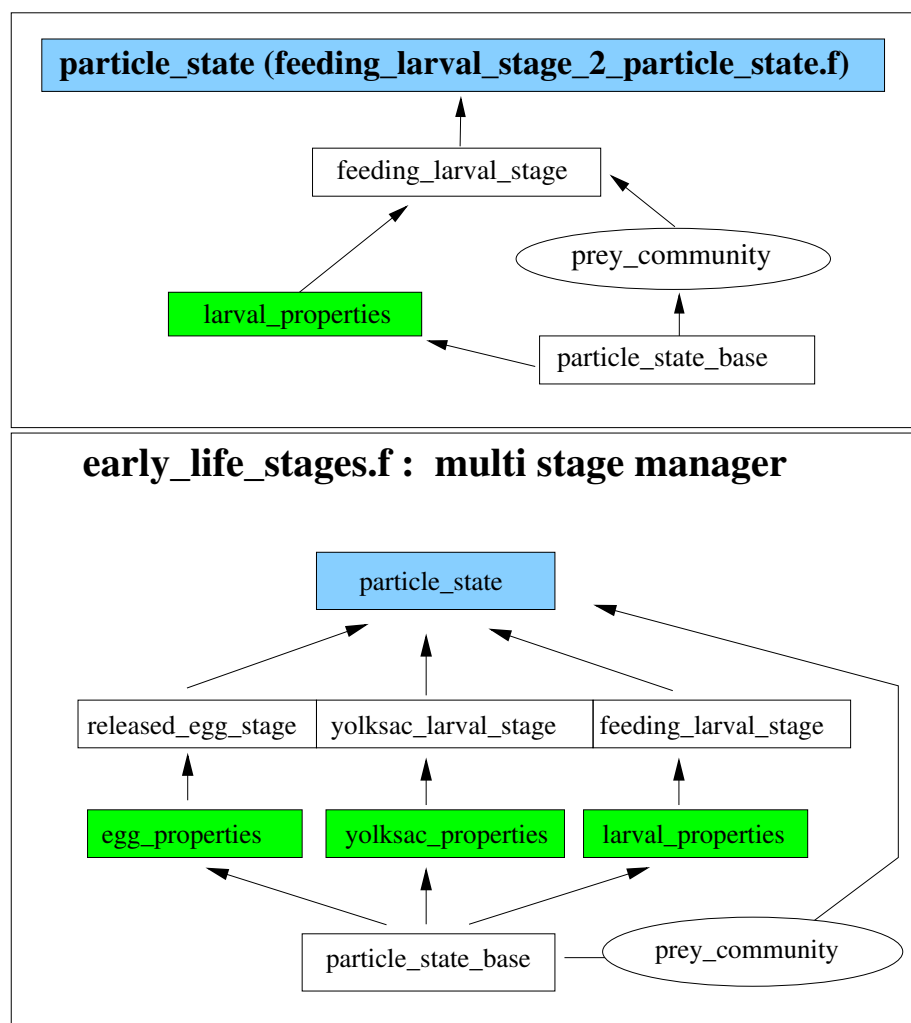 particle_state (feeding_larval_stage_2_particle_state.f)
feeding_larval_stage
prey_community
larval_properties
particle_state_base
early_life_stages.f : multi stage manager
particle_state
released_egg_stage yolksac_larval_stage feeding_larval_stage
egg_properties yolksac_properties larval_properties
particle_state_base prey_community